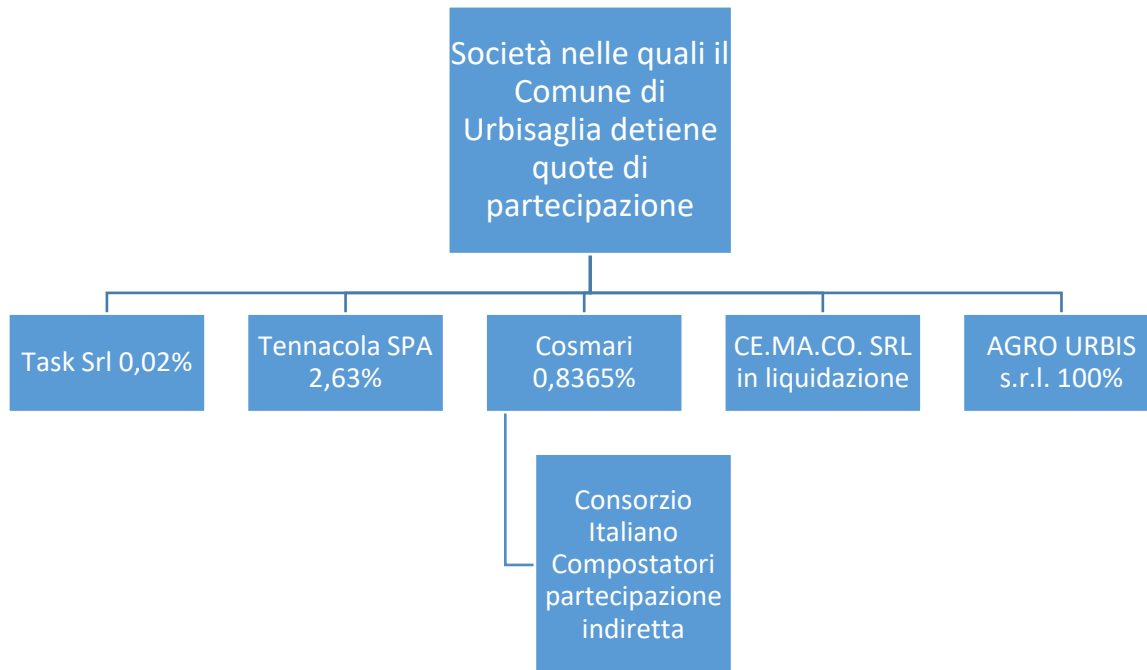 Società nelle quali il
Comune di
Urbisaglia detiene
quote di
partecipazione
Task Srl 0,02%
Tennacola SPA
2,63%
Cosmari
0,8365%
CE.MA.CO. SRL
in liquidazione
AGRO URBIS
s.r.l. 100%
Consorzio
Italiano
Compostatori
partecipazione
indiretta